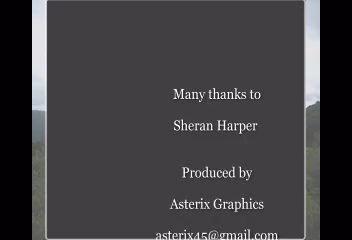 Many thanks to
Sheran Harper
Produced by
Asterix Graphics
asterix45@gmail.com